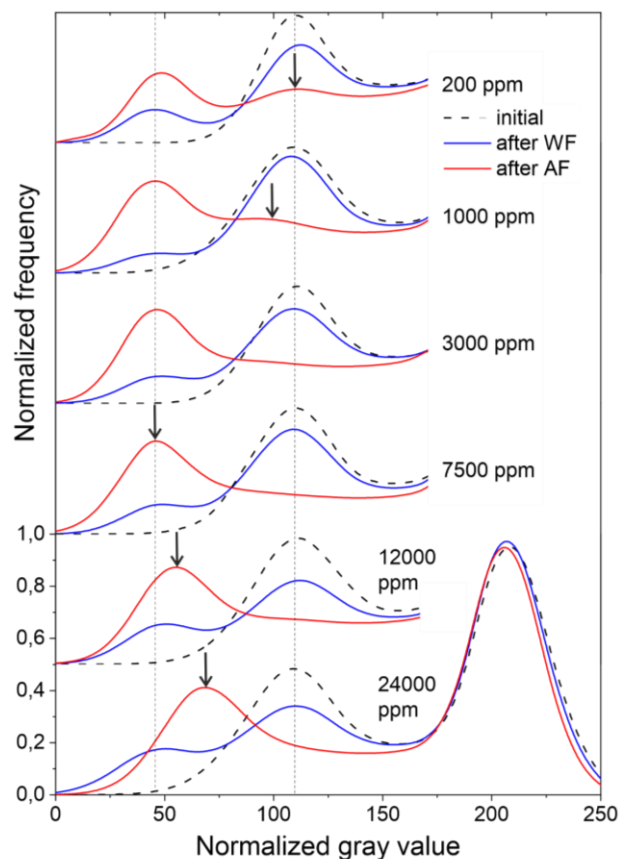 200 ppm
initial
after WF
after AF
1000 ppm
3000 ppm
7500 ppm
12000
ppm
24000
ppm
Normalized frequency
1,0
0,8
0,6
0,4
0,2
0,0
0
50
100
150
200
250
Normalized gray value